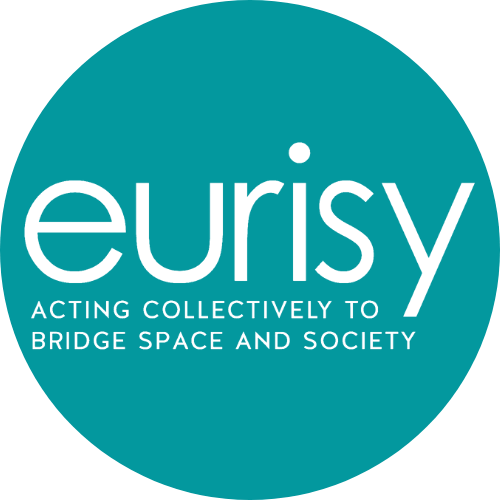 eurisy
ACTING COLLECTIVELY TO
BRIDGE SPACE AND SOCIETY